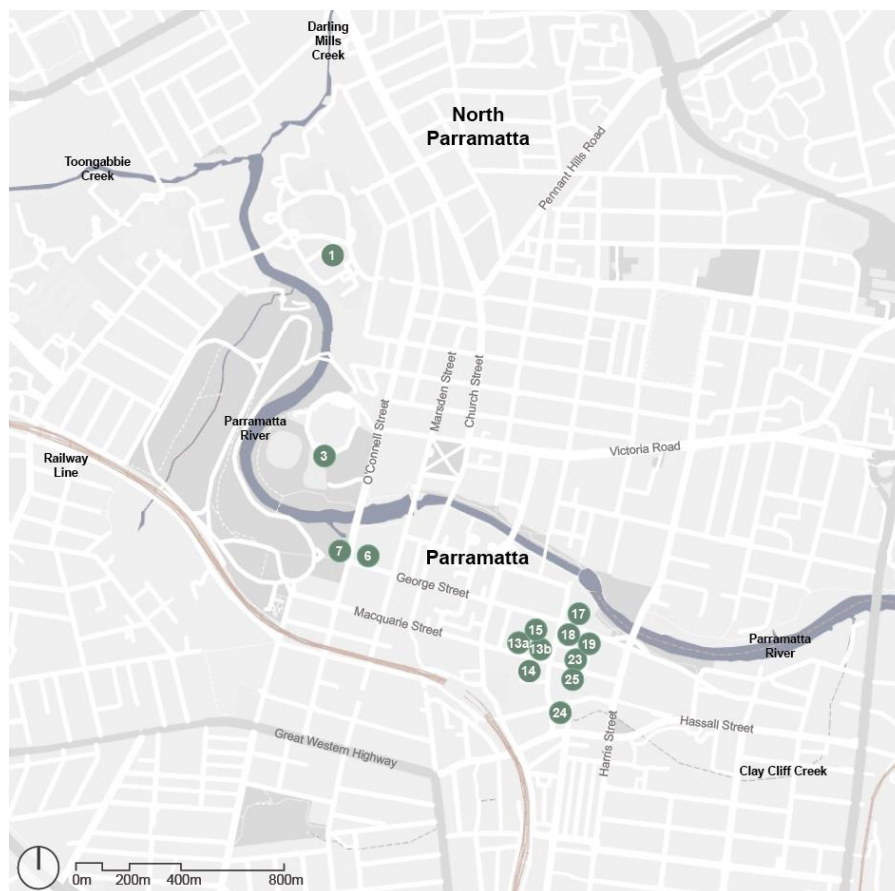 Darling
Mills
Creek
North
Parramatta
Toongabbie
Creek
Pennant Hills Road
1
Marsden Street
Church Street
O'Connell Street
Parramatta
River
Victoria Road
3
Railway
Line
7
6
Parramatta
George Street
Macquarie Street
17
15
18
13a
13b
19
Parramatta
River
23
14
25
24
Hassall Street
Great Western Highway
Harris Street
Clay Cliff Creek
0m
200m
400m
800m